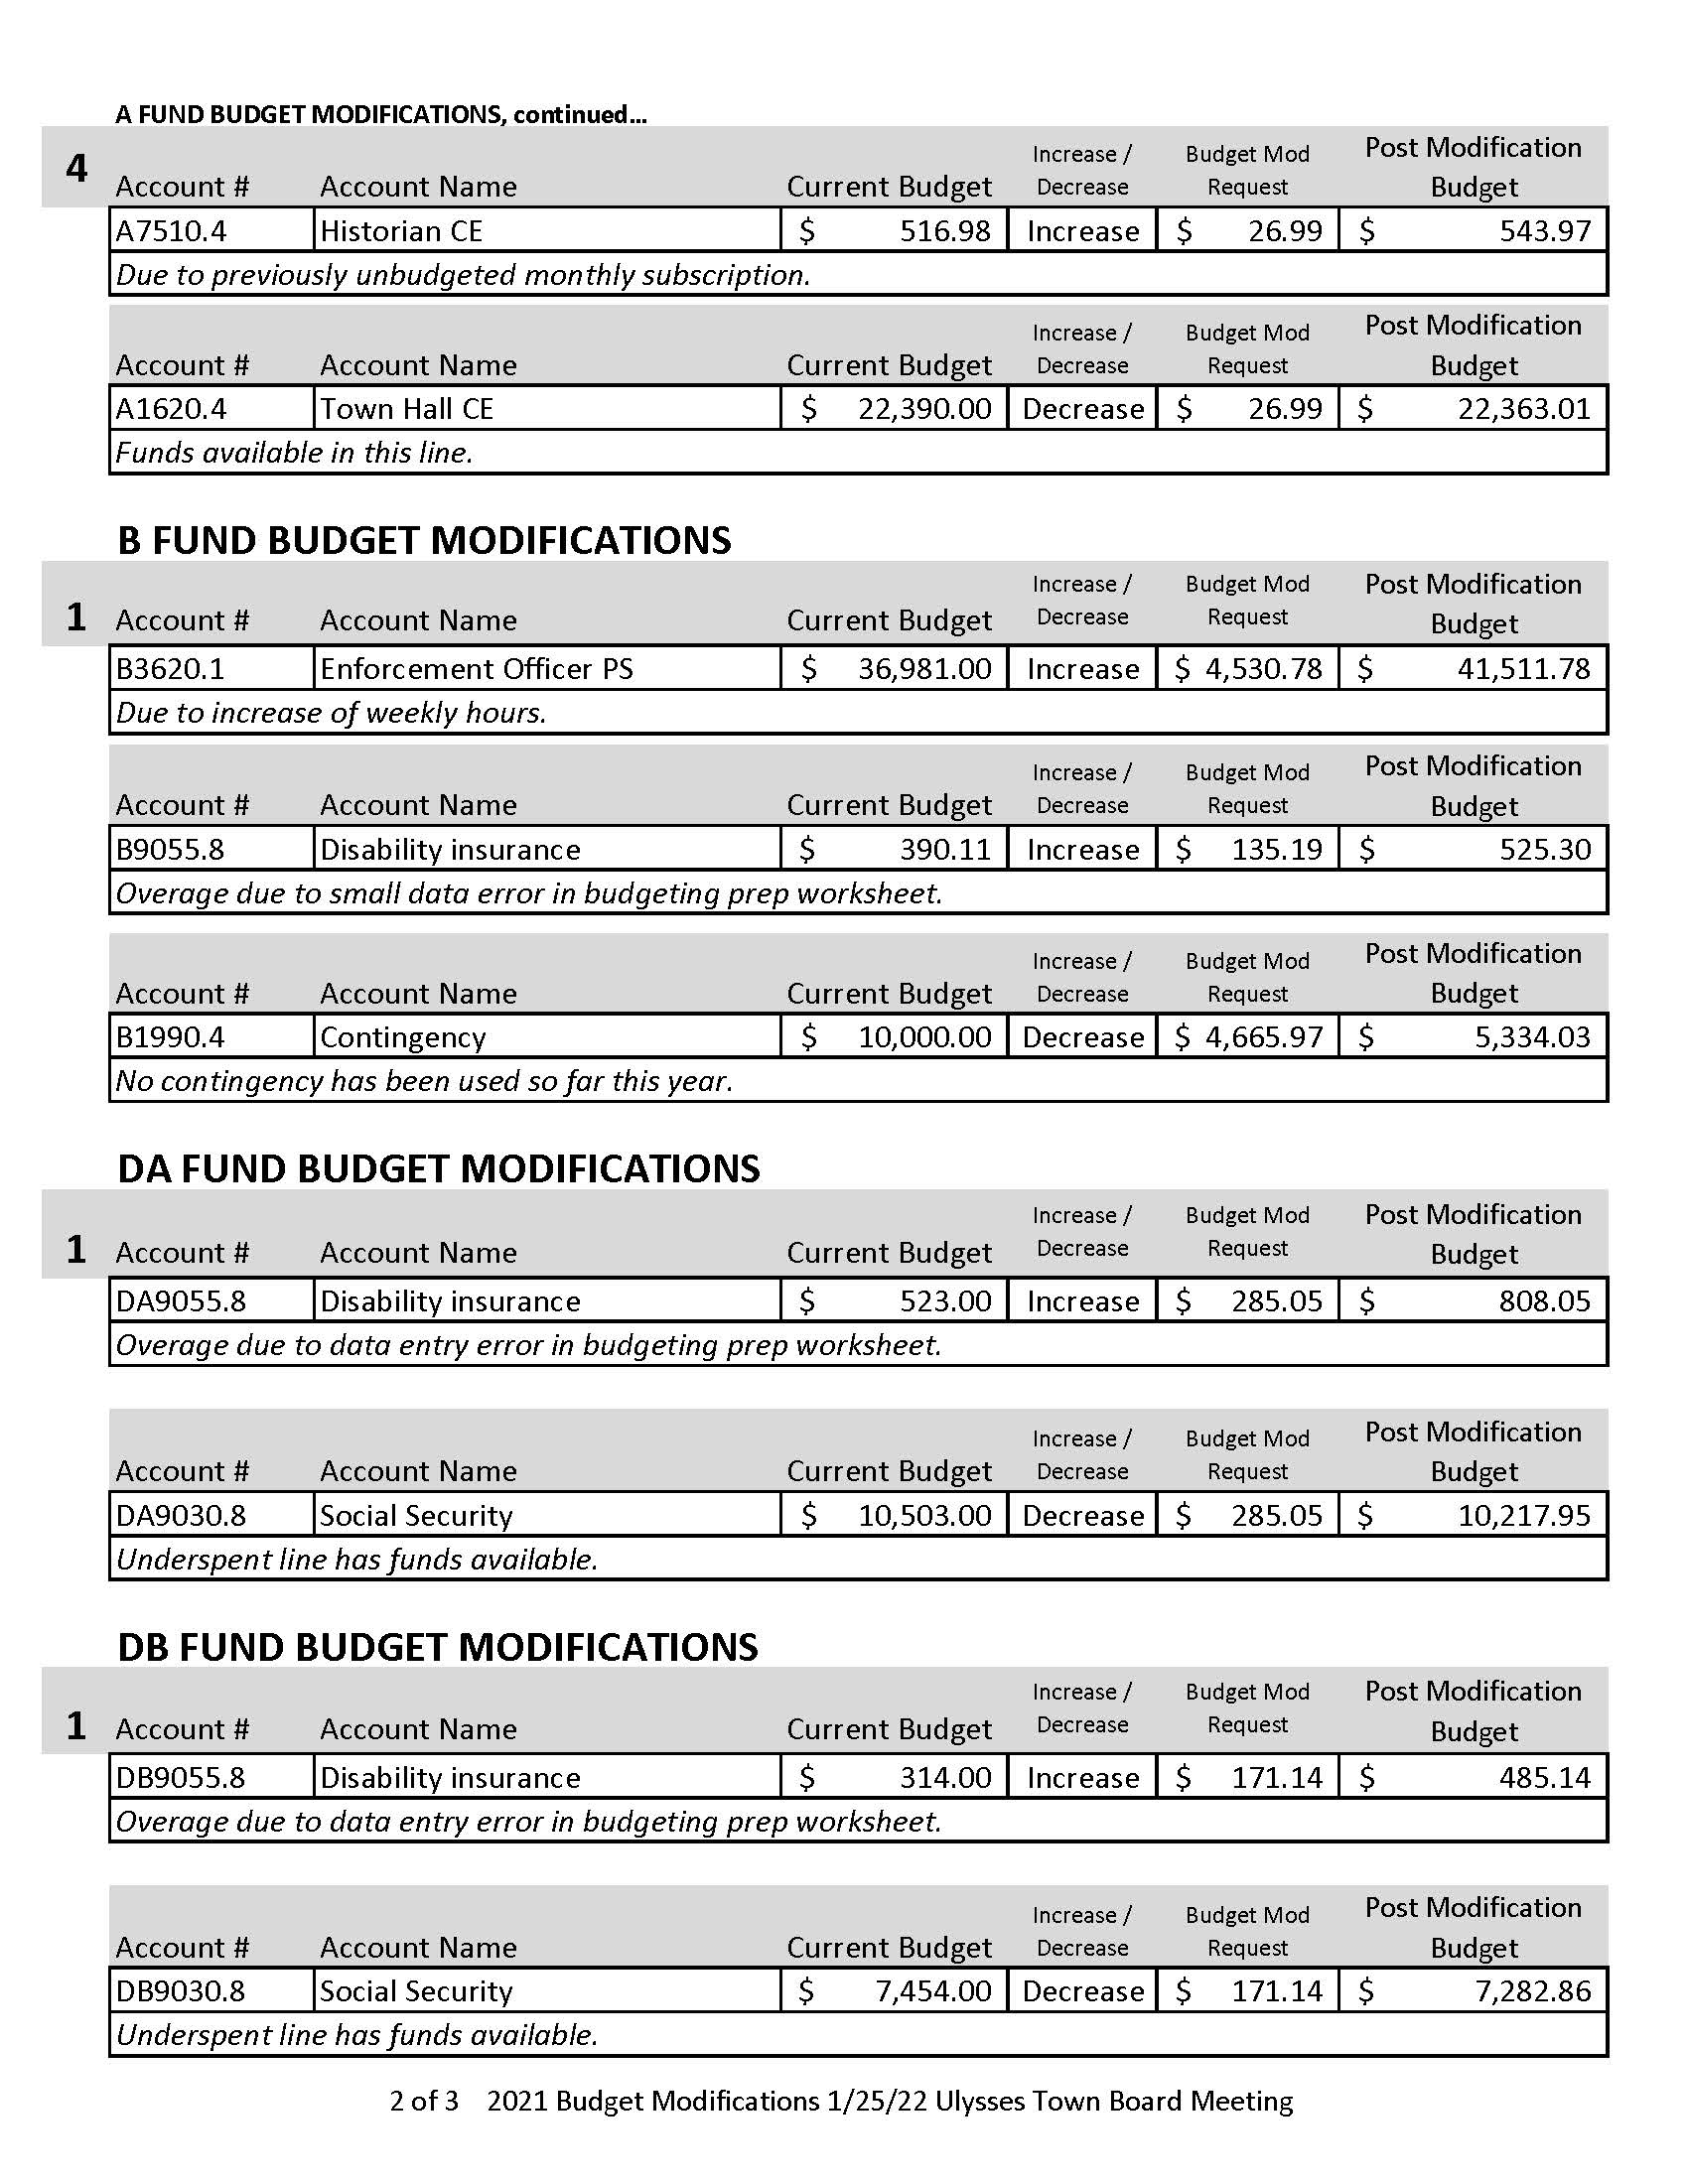 A FUND BUDGET MODIFICATIONS, continued...
4 Account # Account Name Current Budget Increase / Decrease Budget Mod Request Post Modification Budget
A7510.4 Historian CE $ 516.98 Increase $ 26.99 $ 543.97
Due to previously unbudgeted monthly subscription.
Account # Account Name Current Budget Increase / Decrease Budget Mod Request Post Modification Budget
A1620.4 Town Hall CE $ 22,390.00 Decrease $ 26.99 $ 22,363.01
Funds available in this line.
B FUND BUDGET MODIFICATIONS
1 Account # Account Name Current Budget Increase / Decrease Budget Mod Request Post Modification Budget
B3620.1 Enforcement Officer PS $ 36,981.00 Increase $ 4,530.78 $ 41,511.78
Due to increase of weekly hours.
Account # Account Name Current Budget Increase / Decrease Budget Mod Request Post Modification Budget
B9055.8 Disability insurance $ 390.11 Increase $ 135.19 $ 525.30
Overage due to small data error in budgeting prep worksheet.
Account # Account Name Current Budget Increase / Decrease Budget Mod Request Post Modification Budget
B1990.4 Contingency $ 10,000.00 Decrease $ 4,665.97 $ 5,334.03
No contingency has been used so far this year.
DA FUND BUDGET MODIFICATIONS
1 Account # Account Name Current Budget Increase / Decrease Budget Mod Request Post Modification Budget
DA9055.8 Disability insurance $ 523.00 Increase $ 285.05 $ 808.05
Overage due to data entry error in budgeting prep worksheet.
Account # Account Name Current Budget Increase / Decrease Budget Mod Request Post Modification Budget
DA9030.8 Social Security $ 10,503.00 Decrease $ 285.05 $ 10,217.95
Underspent line has funds available.
DB FUND BUDGET MODIFICATIONS
1 Account # Account Name Current Budget Increase / Decrease Budget Mod Request Post Modification Budget
DB9055.8 Disability insurance $ 314.00 Increase $ 171.14 $ 485.14
Overage due to data entry error in budgeting prep worksheet.
Account # Account Name Current Budget Increase / Decrease Budget Mod Request Post Modification Budget
DB9030.8 Social Security $ 7,454.00 Decrease $ 171.14 $ 7,282.86
Underspent line has funds available.
2 of 3 2021 Budget Modifications 1/25/22 Ulysses Town Board Meeting